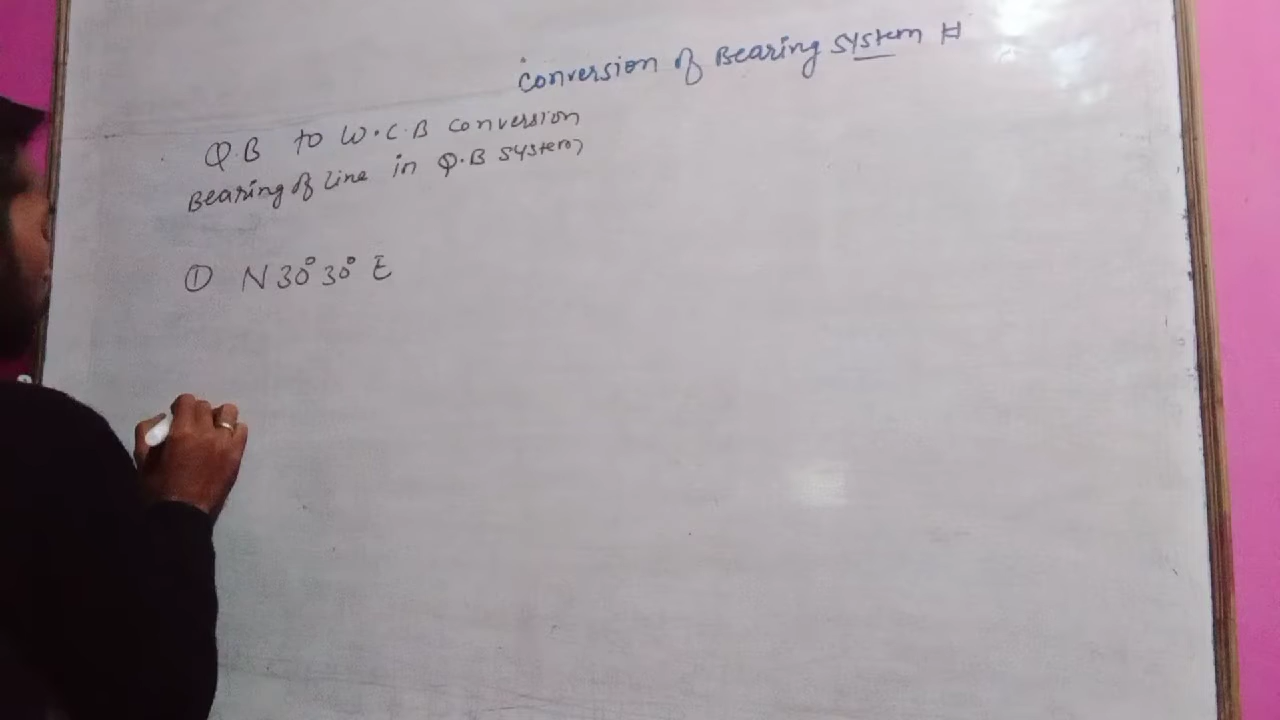 Conversion of Bearing System #
Q.B to W.C.B conversion
Bearing of Line in Q.B System,
① N 30° 30° E